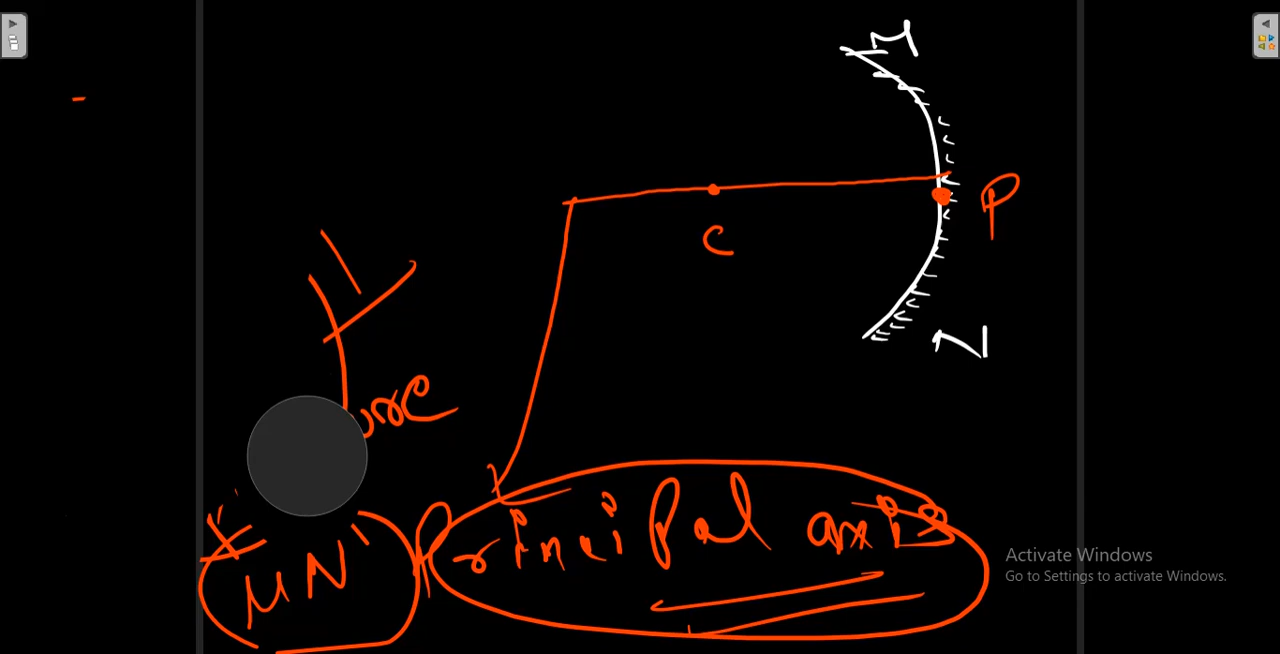 M
P
C
N
Principal axis
MN
Activate Windows
Go to Settings to activate Windows.